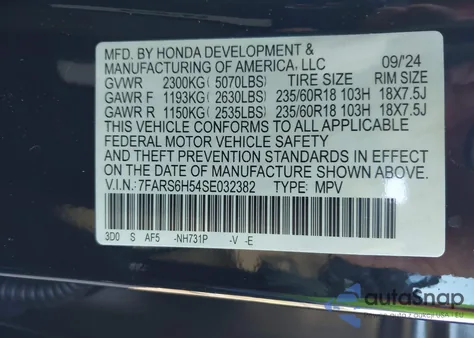 MFD. BY HONDA DEVELOPMENT &
MANUFACTURING OF AMERICA, LLC 09/'24
GVWR 2300KG( 5070LBS) TIRE SIZE RIM SIZE
GAWR F 1193KG( 2630LBS) 235/60R18 103H 18X7.5J
GAWR R 1150KG( 2535LBS) 235/60R18 103H 18X7.5J
THIS VEHICLE CONFORMS TO ALL APPLICABLE
FEDERAL MOTOR VEHICLE SAFETY
STANDARDS IN EFFECT ON THE DATE OF
MANUFACTURE SHOWN ABOVE.
V.I.N.: 7FARS6H54SE032382 TYPE: MPV
3D0 S AF5 -NH731P -V -E
autoSnap